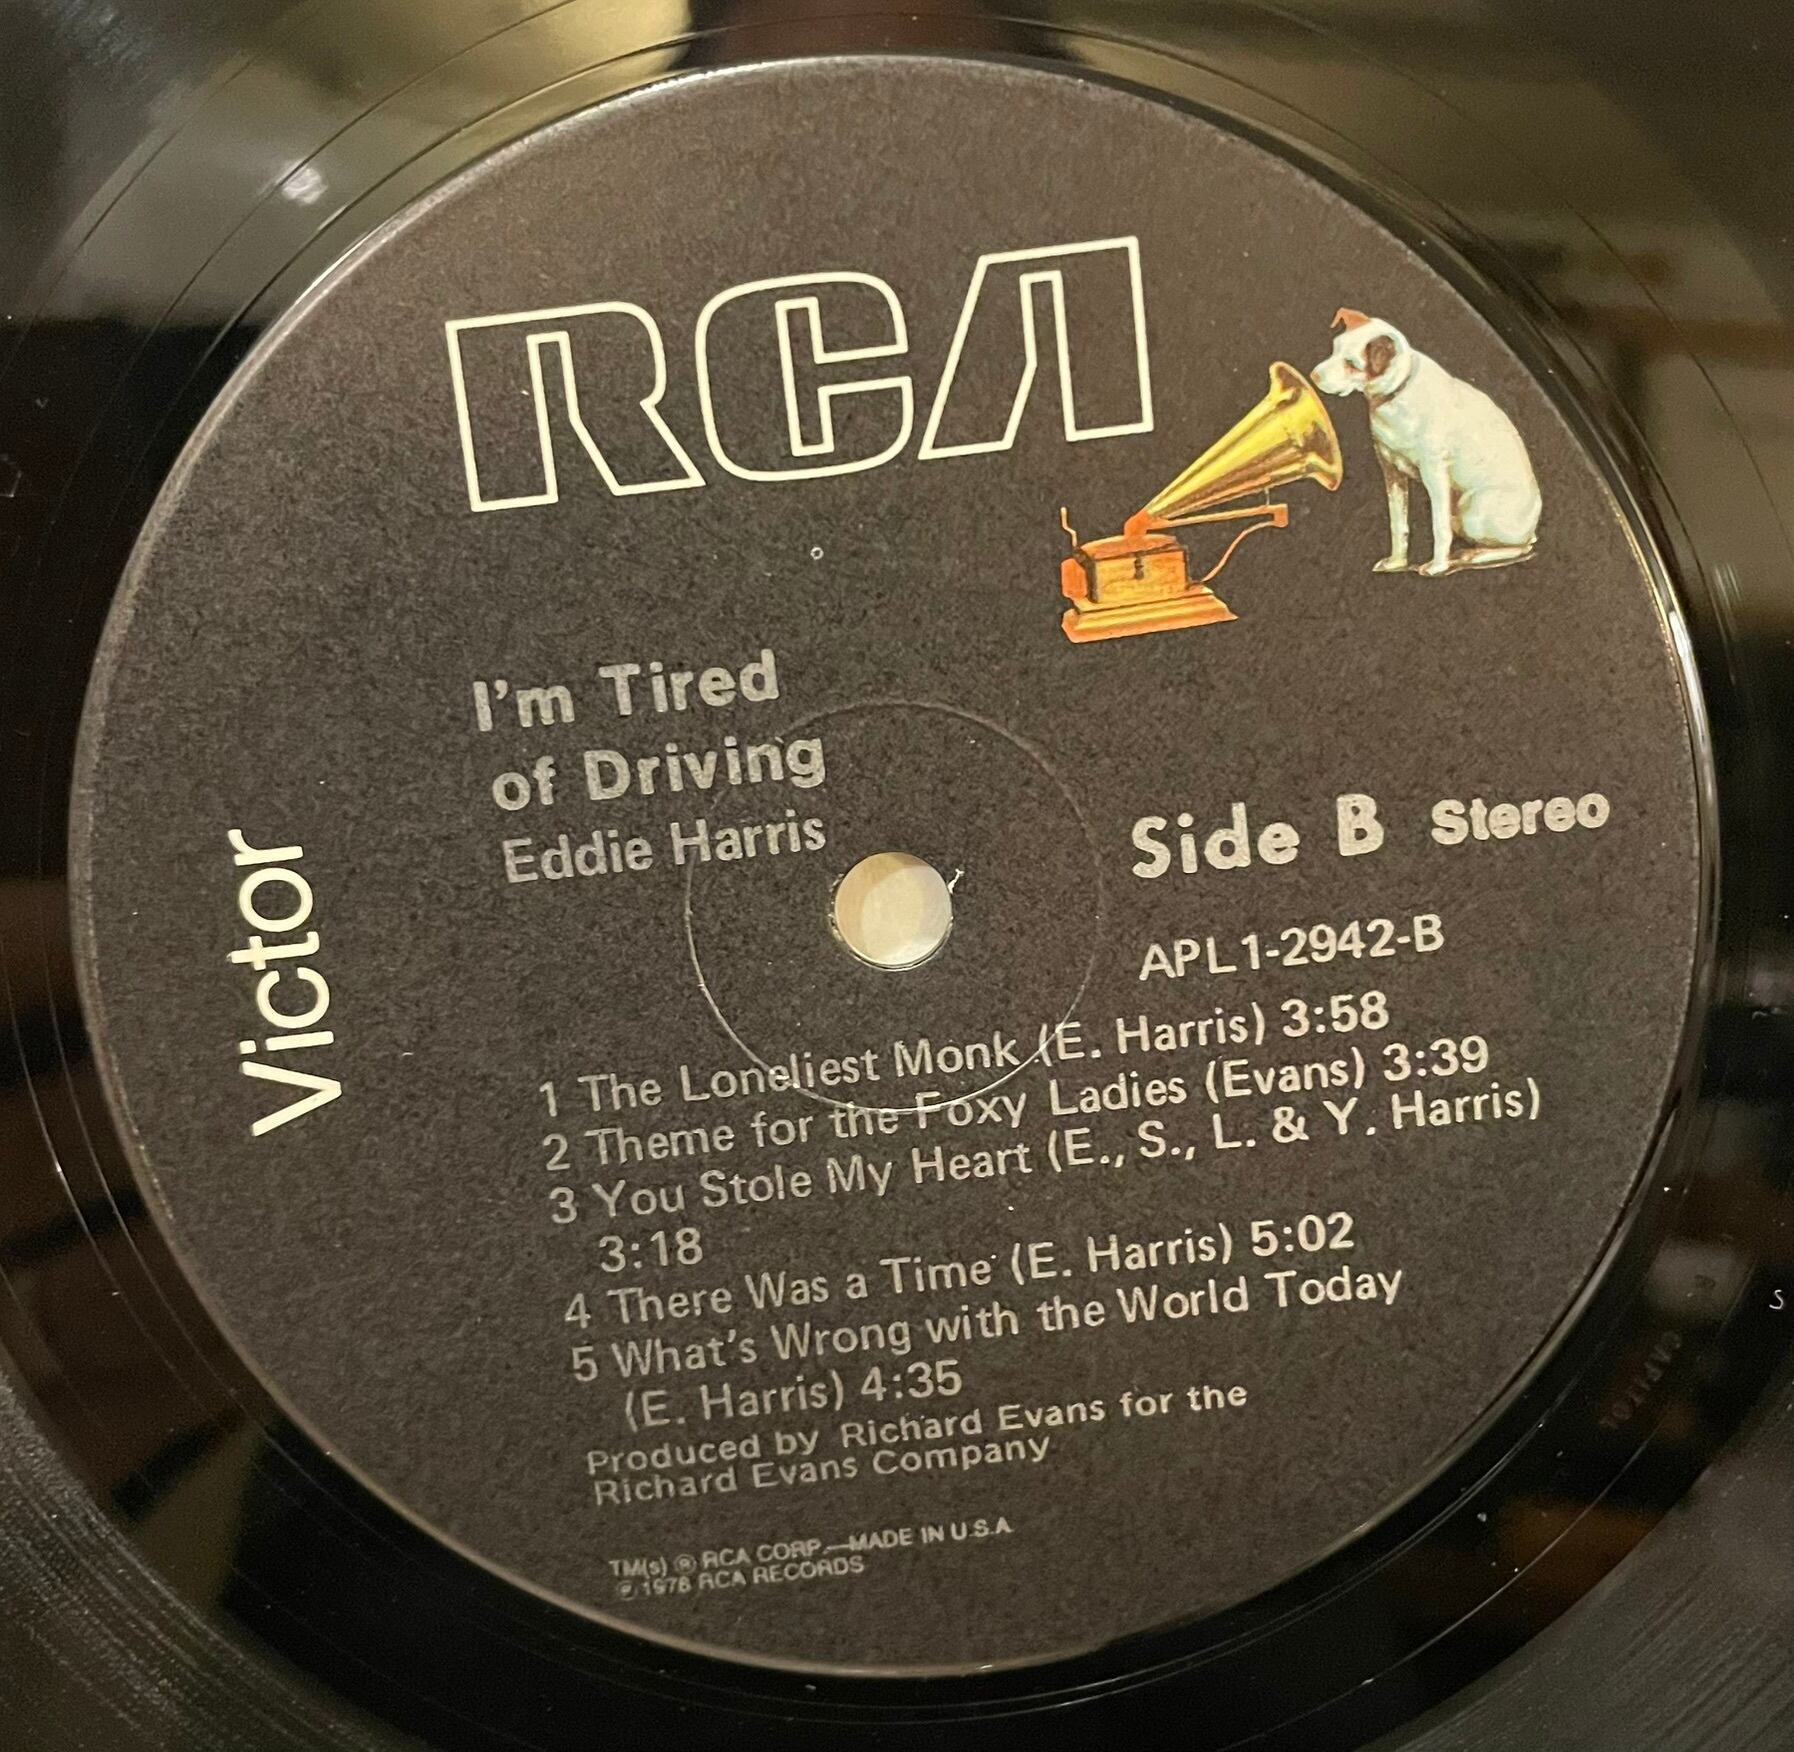 RCA
I'm Tired
of Driving
Eddie Harris
Victor
Side B Stereo
APL1-2942-B
1 The Loneliest Monk (E. Harris) 3:58
2 Theme for the Foxy Ladies (Evans) 3:39
3 You Stole My Heart (E., S., L. & Y. Harris)
3:18
4 There Was a Time (E. Harris) 5:02
5 What's Wrong with the World Today
(E. Harris) 4:35
Produced by Richard Evans for the
Richard Evans Company
TM(s) ® RCA CORP.—MADE IN U.S.A
℗ 1978 RCA RECORDS